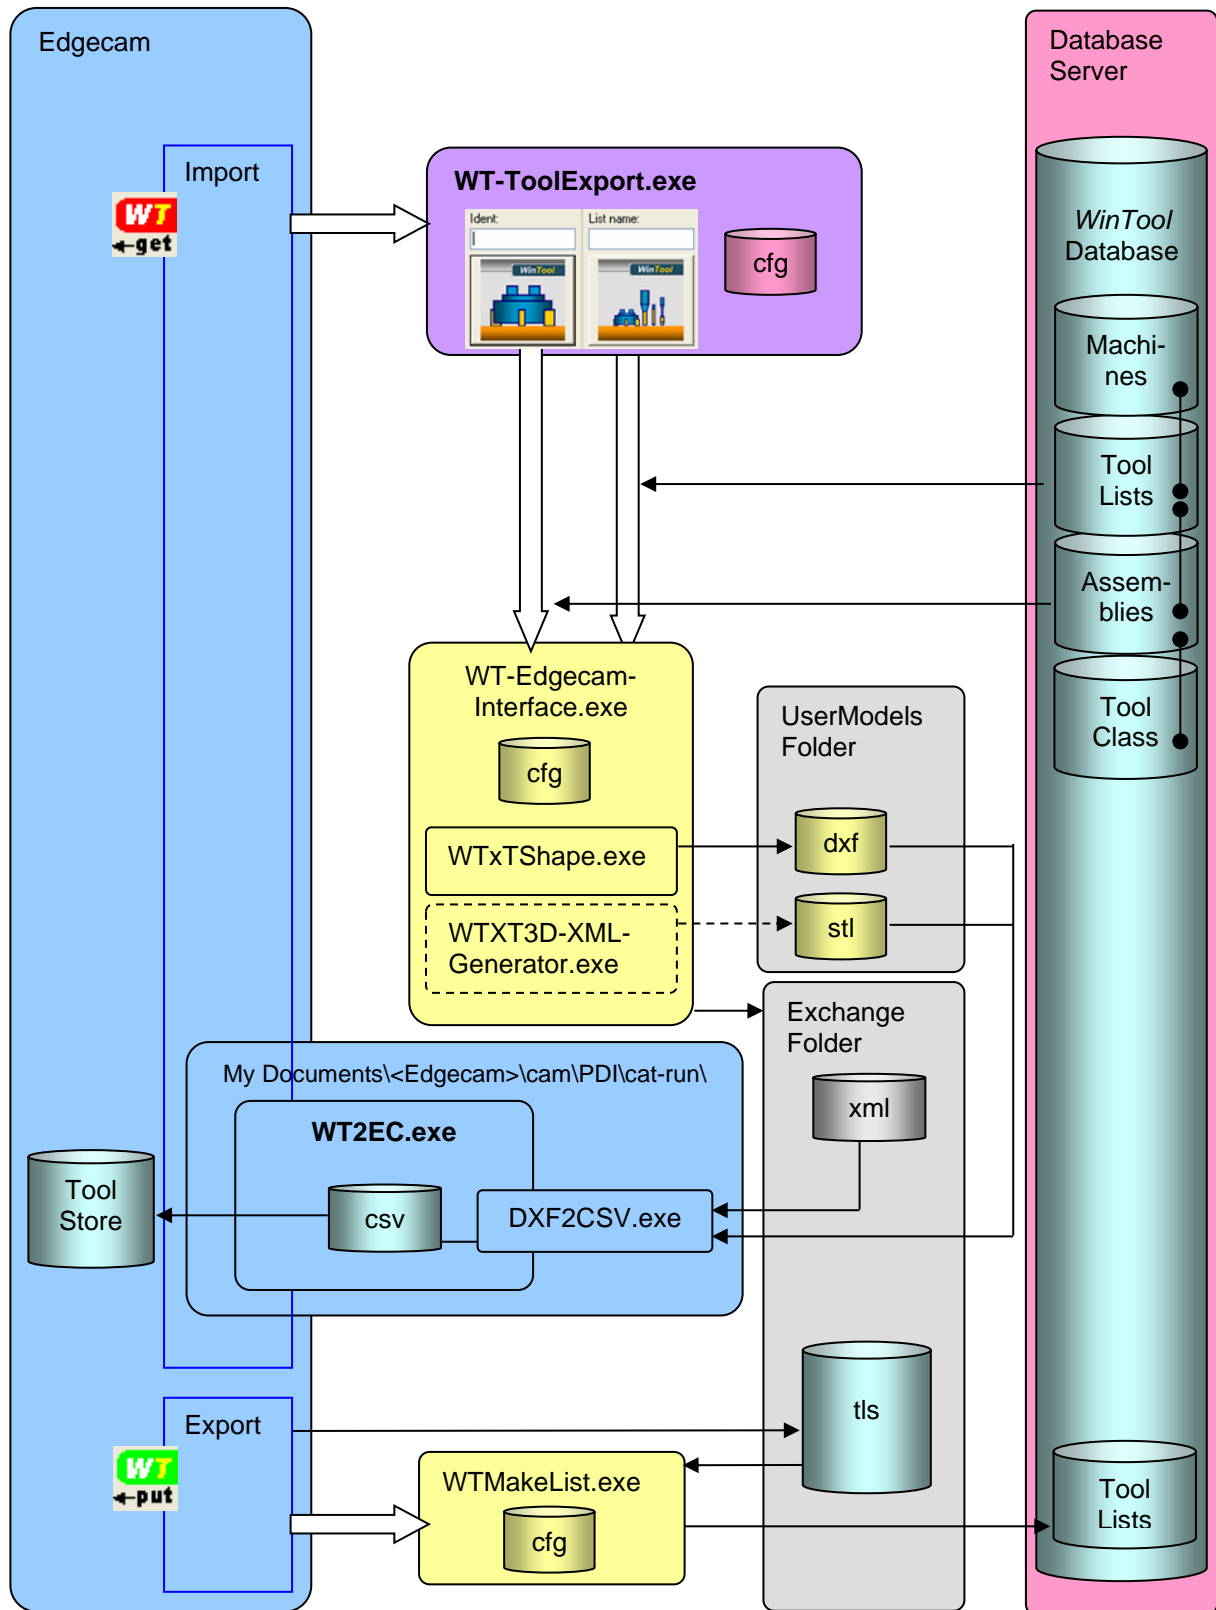 Edgecam
Import
WT
get
WT-ToolExport.exe
Ident:
List name:
WinTool
WinTool
cfg
Database
Server
WinTool
Database
Machi-
nes
Tool
Lists
Assem-
blies
Tool
Class
WT-Edgecam-
Interface.exe
cfg
WTxTShape.exe
WTXT3D-XML-
Generator.exe
UserModels
Folder
dxf
stl
Exchange
Folder
xml
My Documents\<Edgecam>\cam\PDI\cat-run\
WT2EC.exe
csv
DXF2CSV.exe
Tool
Store
tls
Export
WT
put
WTMakeList.exe
cfg
Tool
Lists